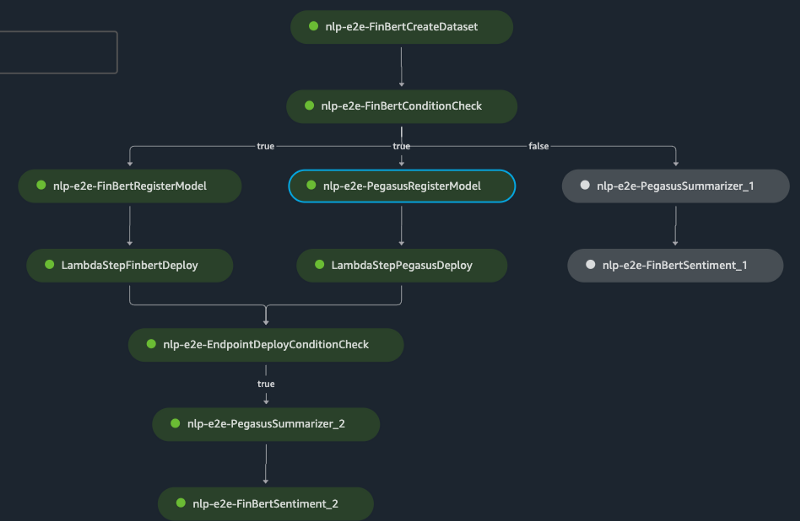 nlp-e2e-FinBertCreateDataset
nlp-e2e-FinBertConditionCheck
true
true
false
nlp-e2e-FinBertRegisterModel
nlp-e2e-PegasusRegisterModel
nlp-e2e-PegasusSummarizer_1
LambdaStepFinbertDeploy
LambdaStepPegasusDeploy
nlp-e2e-FinBertSentiment_1
nlp-e2e-EndpointDeployConditionCheck
true
nlp-e2e-PegasusSummarizer_2
nlp-e2e-FinBertSentiment_2